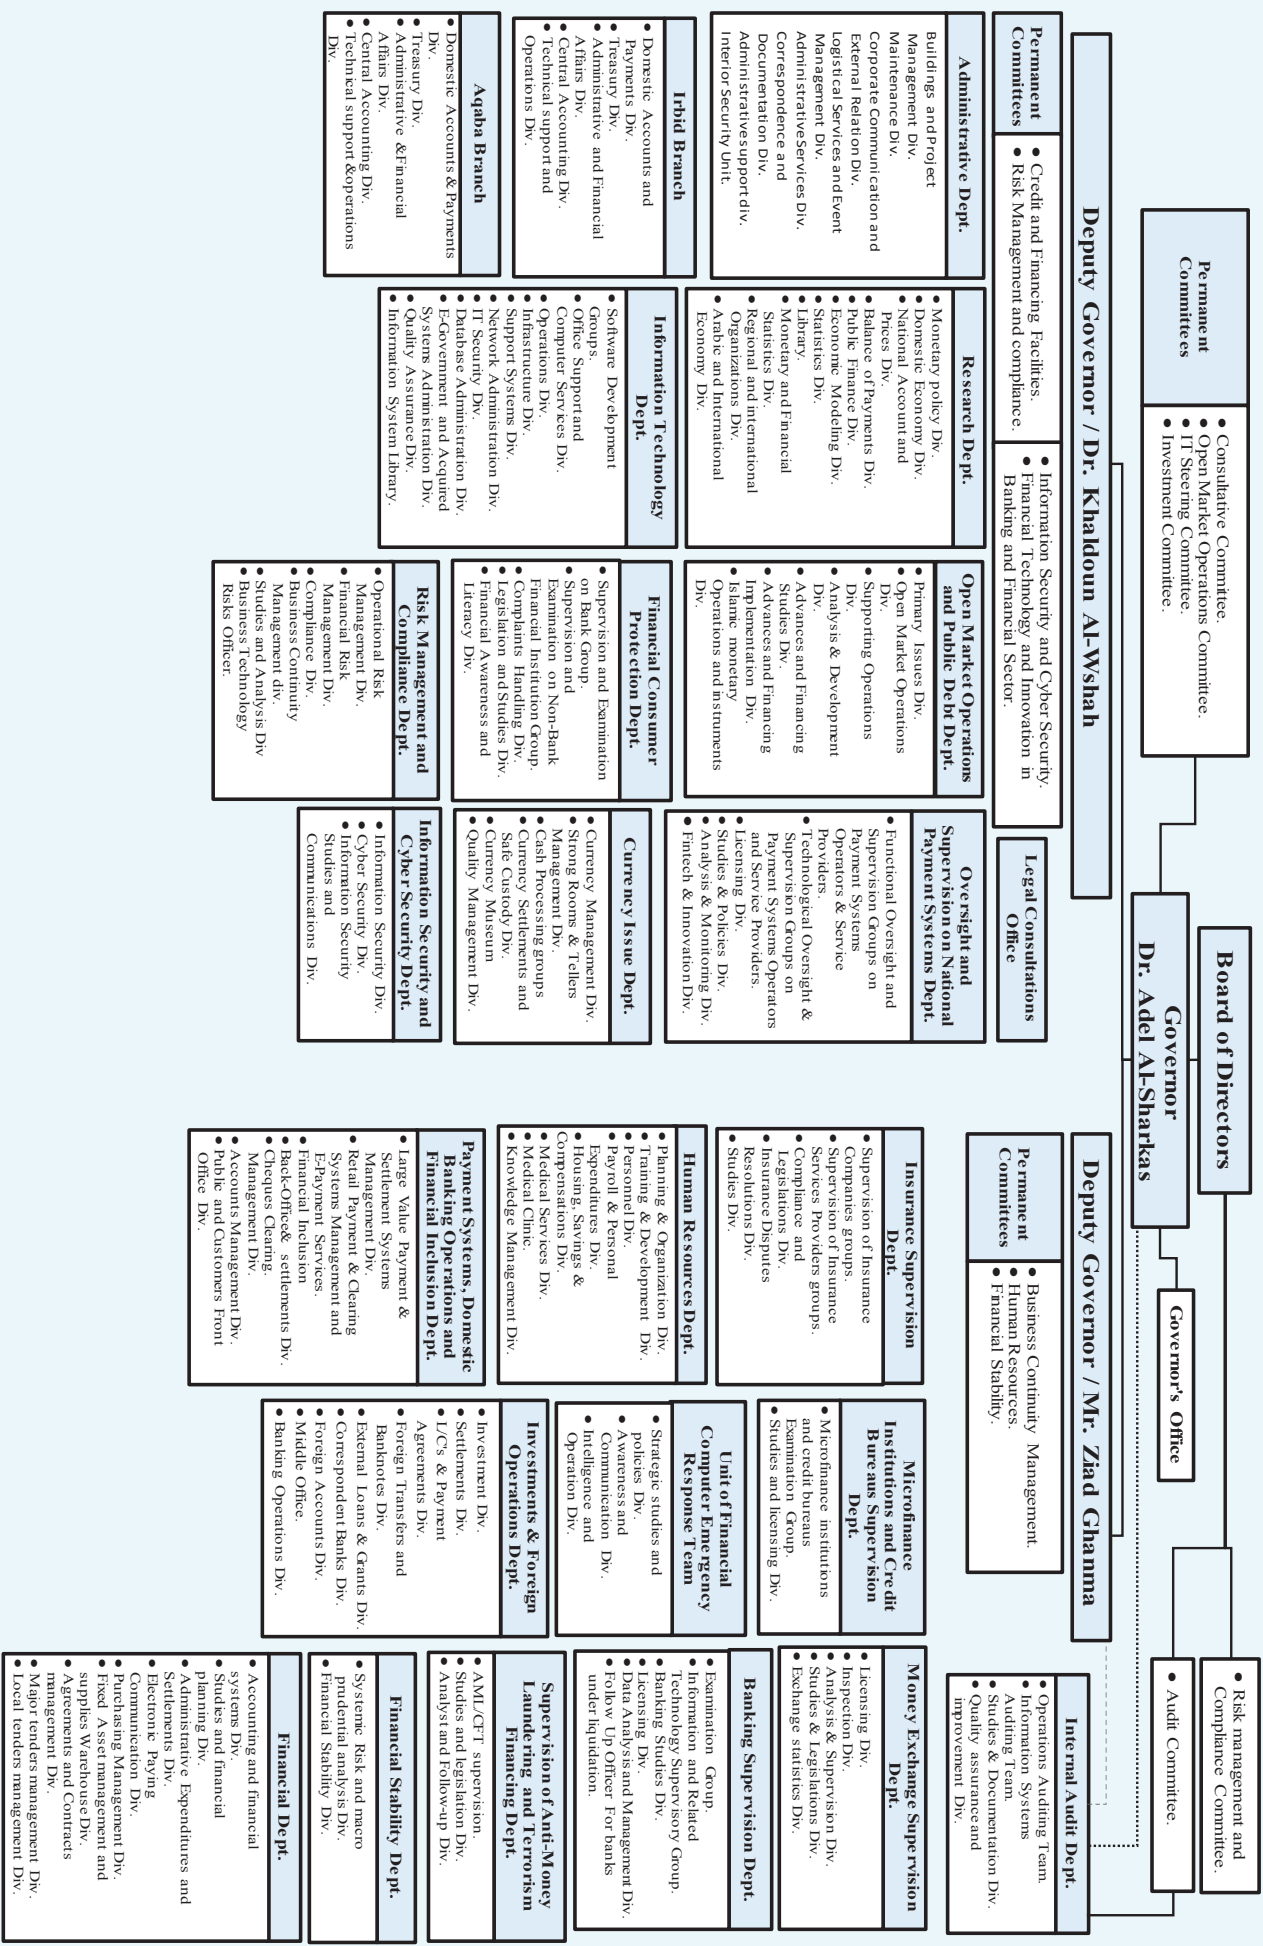 Board of Directors
Risk management and
Compliance Committee.
Audit Committee.
Governor
Dr. Adel Al-Sharkas
Governor's Office
Permanent
Committees
Consultative Committee.
Open Market Operations Committee.
IT Steering Committee.
Investment Committee.
Deputy Governor / Dr. Khaldoun Al-Wshah
Permanent
Committees
Credit and Financing Facilities.
Risk Management and compliance.
Information Security and Cyber Security.
Financial Technology and Innovation in
Banking and Financial Sector.
Legal Consultations
Office
Deputy Governor / Mr. Ziad Ghanma
Permanent
Committees
Business Continuity Management.
Human Resources.
Financial Stability.
Internal Audit Dept.
Operations Auditing Team.
Information Systems
Auditing Team.
Studies & Documentation Div.
Quality assurance and
improvement Div.
Administrative Dept.
Buildings and Project
Management Div.
Maintenance Div.
Corporate Communication and
External Relation Div.
Logistical Services and Event
Management Div.
Administrative Services Div.
Correspondence and
Documentation Div.
Administrative support div.
Interior Security Unit.
Research Dept.
Monetary policy Div.
Domestic Economy Div.
National Account and
Prices Div.
Balance of Payments Div.
Public Finance Div.
Economic Modeling Div.
Statistics Div.
Library.
Monetary and Financial
Statistics Div.
Regional and international
Organizations Div.
Arabic and International
Economy Div.
Open Market Operations
and Public Debt Dept.
Primary Issues Div.
Open Market Operations
Div.
Supporting Operations
Div.
Analysis & Development
Div.
Advances and Financing
Studies Div.
Advances and Financing
Implementation Div.
Islamic monetary
Operations and instruments
Div.
Oversight and
Supervision on National
Payment Systems Dept.
Functional Oversight and
Supervision Groups on
Payment Systems
Operators & Service
Providers.
Technological Oversight &
Supervision Groups on
Payment Systems Operators
and Service Providers.
Licensing Div.
Studies & Policies Div.
Analysis & Monitoring Div.
Fintech & Innovation Div.
Insurance Supervision
Dept.
Supervision of Insurance
Companies groups.
Supervision of Insurance
Services Providers groups.
Compliance and
Legislations Div.
Insurance Disputes
Resolutions Div.
Studies Div.
Microfinance
Institutions and Credit
Bureaus Supervision
Dept.
Microfinance institutions
and credit bureaus
Examination Group.
Studies and licensing Div.
Money Exchange Supervision
Dept.
Licensing Div.
Inspection Div.
Analysis & Supervision Div.
Studies & Legislations Div.
Exchange statistics Div.
Irbid Branch
Domestic Accounts and
Payments Div.
Treasury Div.
Administrative and Financial
Affairs Div.
Central Accounting Div.
Technical support and
Operations Div.
Information Technology
Dept.
Software Development
Groups.
Office Support and
Computer Services Div.
Operations Div.
Infrastructure Div.
Support Systems Div.
Network Administration Div.
IT Security Div.
Database Administration Div.
E-Government and Acquired
Systems Administration Div.
Quality Assurance Div.
Information System Library.
Financial Consumer
Protection Dept.
Supervision and Examination
on Bank Group.
Supervision and
Examination on Non-Bank
Financial Institution Group.
Complaints Handling Div.
Legislation and Studies Div.
Financial Awareness and
Literacy Div.
Currency Issue Dept.
Currency Management Div.
Strong Rooms & Tellers
Management Div.
Cash Processing groups
Currency Settlements and
Safe Custody Div.
Currency Museum
Quality Management Div.
Human Resources Dept.
Planning & Organization Div.
Training & Development Div.
Personnel Div.
Payroll & Personal
Expenditures Div.
Housing, Savings &
Compensations Div.
Medical Services Div.
Medical Clinic.
Knowledge Management Div.
Unit of Financial
Computer Emergency
Response Team
Strategic studies and
policies Div.
Awareness and
Communication Div.
Intelligence and
Operation Div.
Banking Supervision Dept.
Examination Group.
Information and Related
Technology Supervisory Group.
Banking Studies Div.
Licensing Div.
Data Analysis and Management Div.
Follow Up Officer For banks
under liquidation.
Aqaba Branch
Domestic Accounts & Payments
Div.
Treasury Div.
Administrative &Financial
Affairs Div.
Central Accounting Div.
Technical support &operations
Div.
Risk Management and
Compliance Dept.
Operational Risk
Management Div.
Financial Risk
Management Div.
Compliance Div.
Business Continuity
Management div.
Studies and Analysis Div
Business Technology
Risks Officer.
Information Security and
Cyber Security Dept.
Information Security Div.
Cyber Security Div.
Information Security
Studies and
Communications Div.
Payment Systems, Domestic
Banking Operations and
Financial Inclusion Dept.
Large Value Payment &
Settlement Systems
Management Div.
Retail Payment & Clearing
Systems Management and
E-Payment Services.
Financial Inclusion
Back-Office& settlements Div.
Cheques Clearing.
Management Div.
Accounts Management Div.
Public and Customers Front
Office Div.
Investments & Foreign
Operations Dept.
Investment Div.
Settlements Div.
L/C's & Payment
Agreements Div.
Foreign Transfers and
Banknotes Div.
External Loans & Grants Div.
Correspondent Banks Div.
Foreign Accounts Div.
Middle Office.
Banking Operations Div.
Supervision of Anti-Money
Laundering and Terrorism
Financing Dept.
AML/CFT supervision.
Studies and legislation Div.
Analyst and Follow-up Div.
Financial Stability Dept.
Systemic Risk and macro
prudential analysis Div.
Financial Stability Div.
Financial Dept.
Accounting and financial
systems Div.
Studies and financial
planning Div.
Administrative Expenditures and
Settlements Div.
Electronic Paying
Communication Div.
Purchasing Management Div.
Fixed Asset management and
supplies Warehouse Div.
Agreements and Contracts
management Div.
Major tenders management Div.
Local tenders management Div.